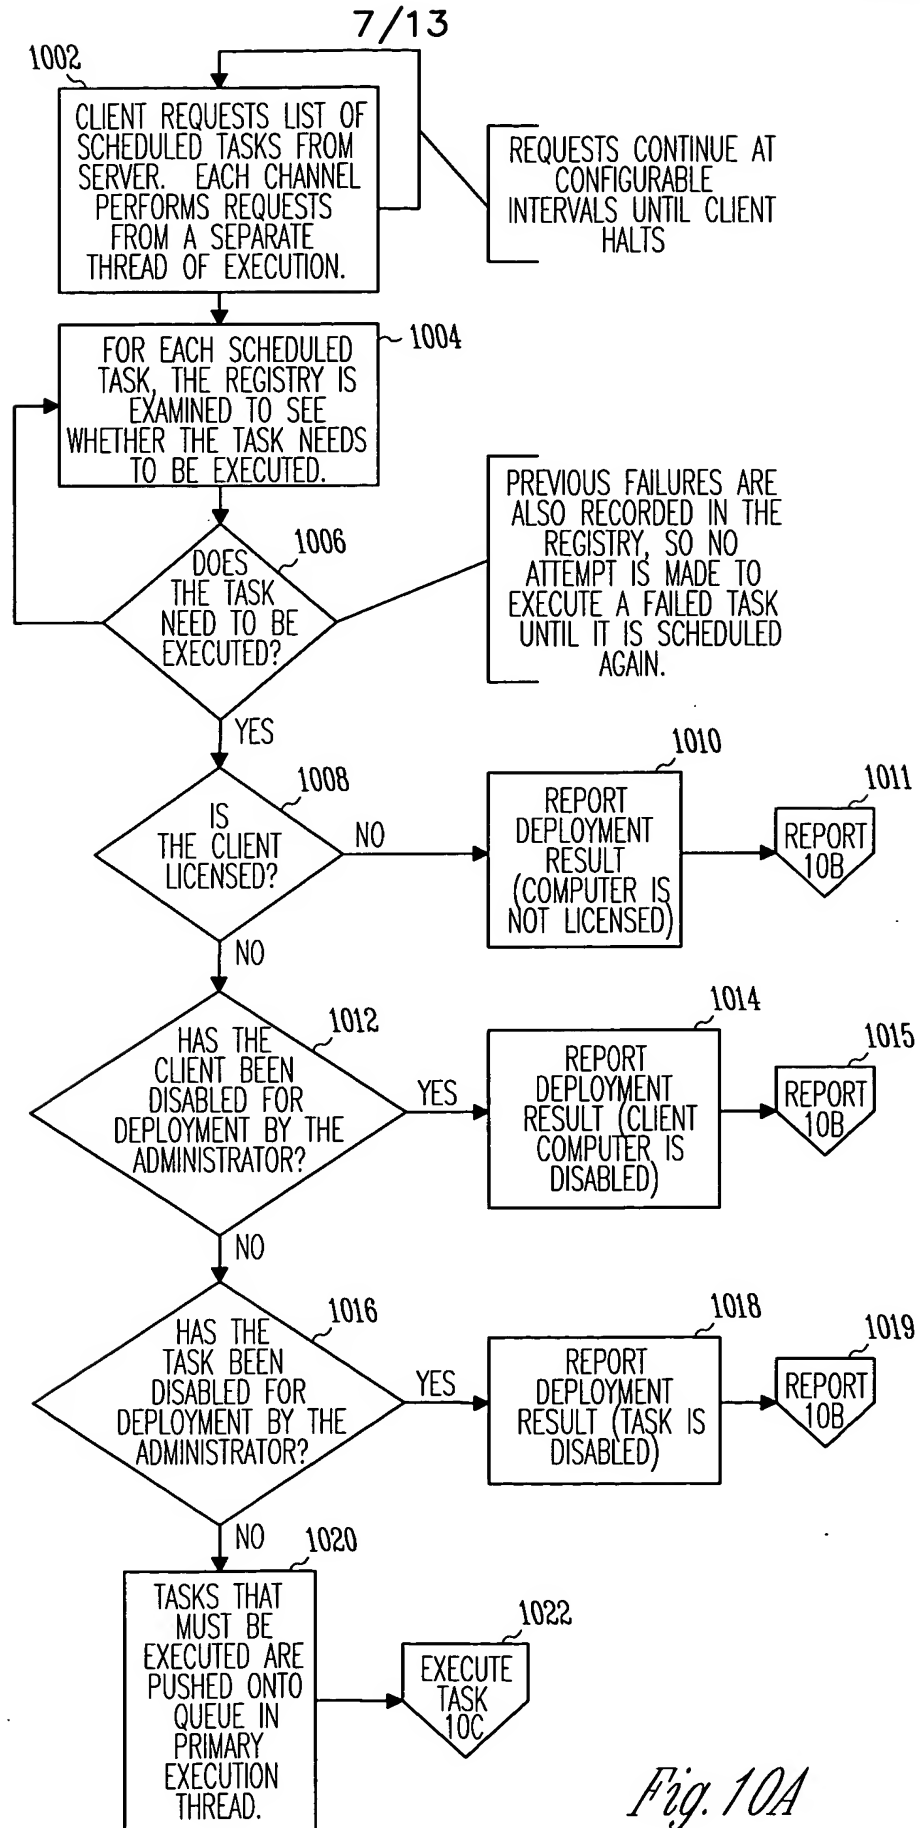 7/13
1002
CLIENT REQUESTS LIST OF
SCHEDULED TASKS FROM
SERVER. EACH CHANNEL
PERFORMS REQUESTS
FROM A SEPARATE
THREAD OF EXECUTION.
REQUESTS CONTINUE AT
CONFIGURABLE
INTERVALS UNTIL CLIENT
HALTS
1004
FOR EACH SCHEDULED
TASK, THE REGISTRY IS
EXAMINED TO SEE
WHETHER THE TASK NEEDS
TO BE EXECUTED.
1006
DOES
THE TASK
NEED TO BE
EXECUTED?
PREVIOUS FAILURES ARE
ALSO RECORDED IN THE
REGISTRY, SO NO
ATTEMPT IS MADE TO
EXECUTE A FAILED TASK
UNTIL IT IS SCHEDULED
AGAIN.
YES
1008
IS
THE CLIENT
LICENSED?
NO
1010
REPORT
DEPLOYMENT
RESULT
(COMPUTER IS
NOT LICENSED)
1011
REPORT
10B
NO
1012
HAS THE
CLIENT BEEN
DISABLED FOR
DEPLOYMENT BY THE
ADMINISTRATOR?
YES
1014
REPORT
DEPLOYMENT
RESULT (CLIENT
COMPUTER IS
DISABLED)
1015
REPORT
10B
NO
1016
HAS THE
TASK BEEN
DISABLED FOR
DEPLOYMENT BY THE
ADMINISTRATOR?
YES
1018
REPORT
DEPLOYMENT
RESULT (TASK IS
DISABLED)
1019
REPORT
10B
NO
1020
TASKS THAT
MUST BE
EXECUTED ARE
PUSHED ONTO
QUEUE IN
PRIMARY
EXECUTION
THREAD.
1022
EXECUTE
TASK
10C
Fig. 10A